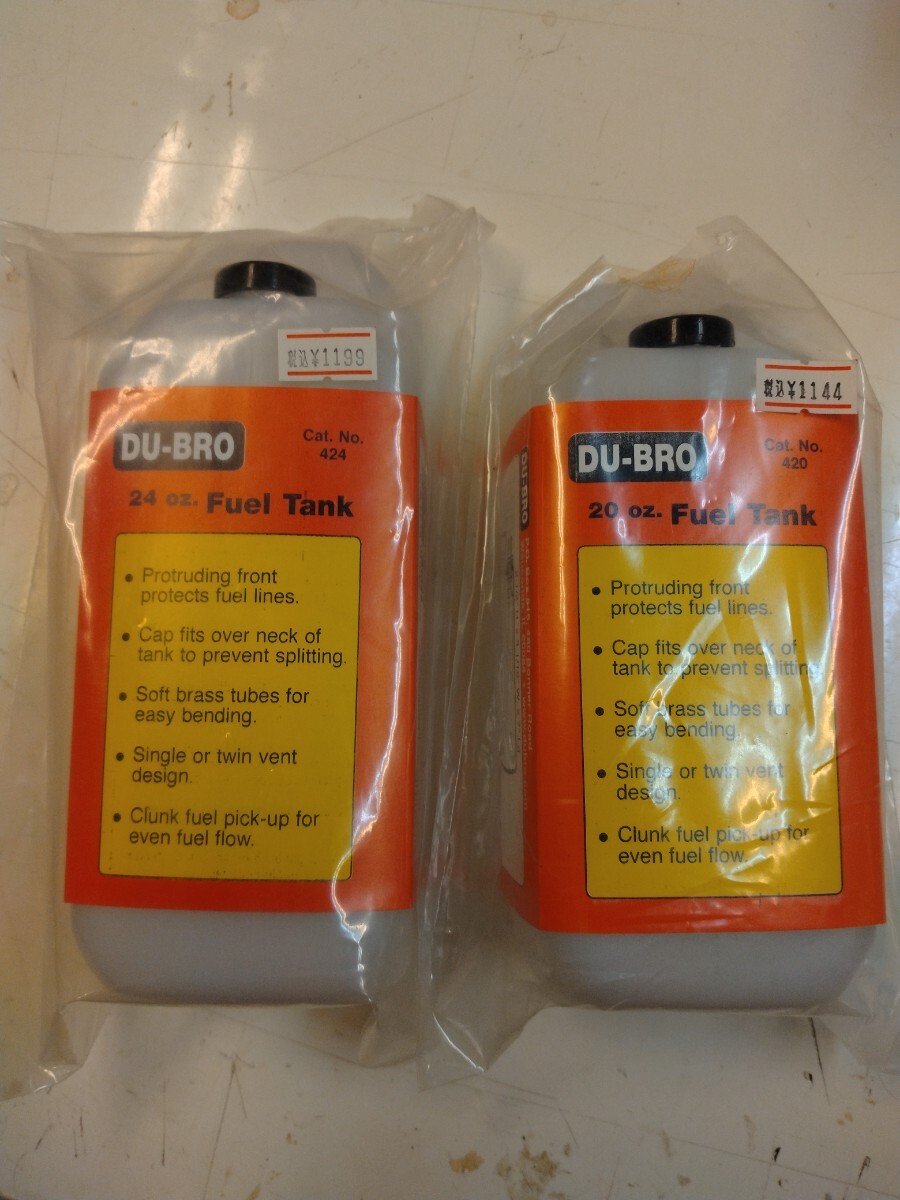 税込¥1199
DU-BRO
Cat. No.
424
24 oz. Fuel Tank
• Protruding front
protects fuel lines.
• Cap fits over neck of
tank to prevent splitting.
• Soft brass tubes for
easy bending.
• Single or twin vent
design.
• Clunk fuel pick-up for
even fuel flow.
税込¥1144
DU-BRO
Cat. No.
420
20 oz. Fuel Tank
• Protruding front
protects fuel lines.
• Cap fits over neck of
tank to prevent splitting
• Soft brass tubes for
easy bending.
• Single or twin vent
design.
• Clunk fuel pick-up for
even fuel flow.
DU-BRO